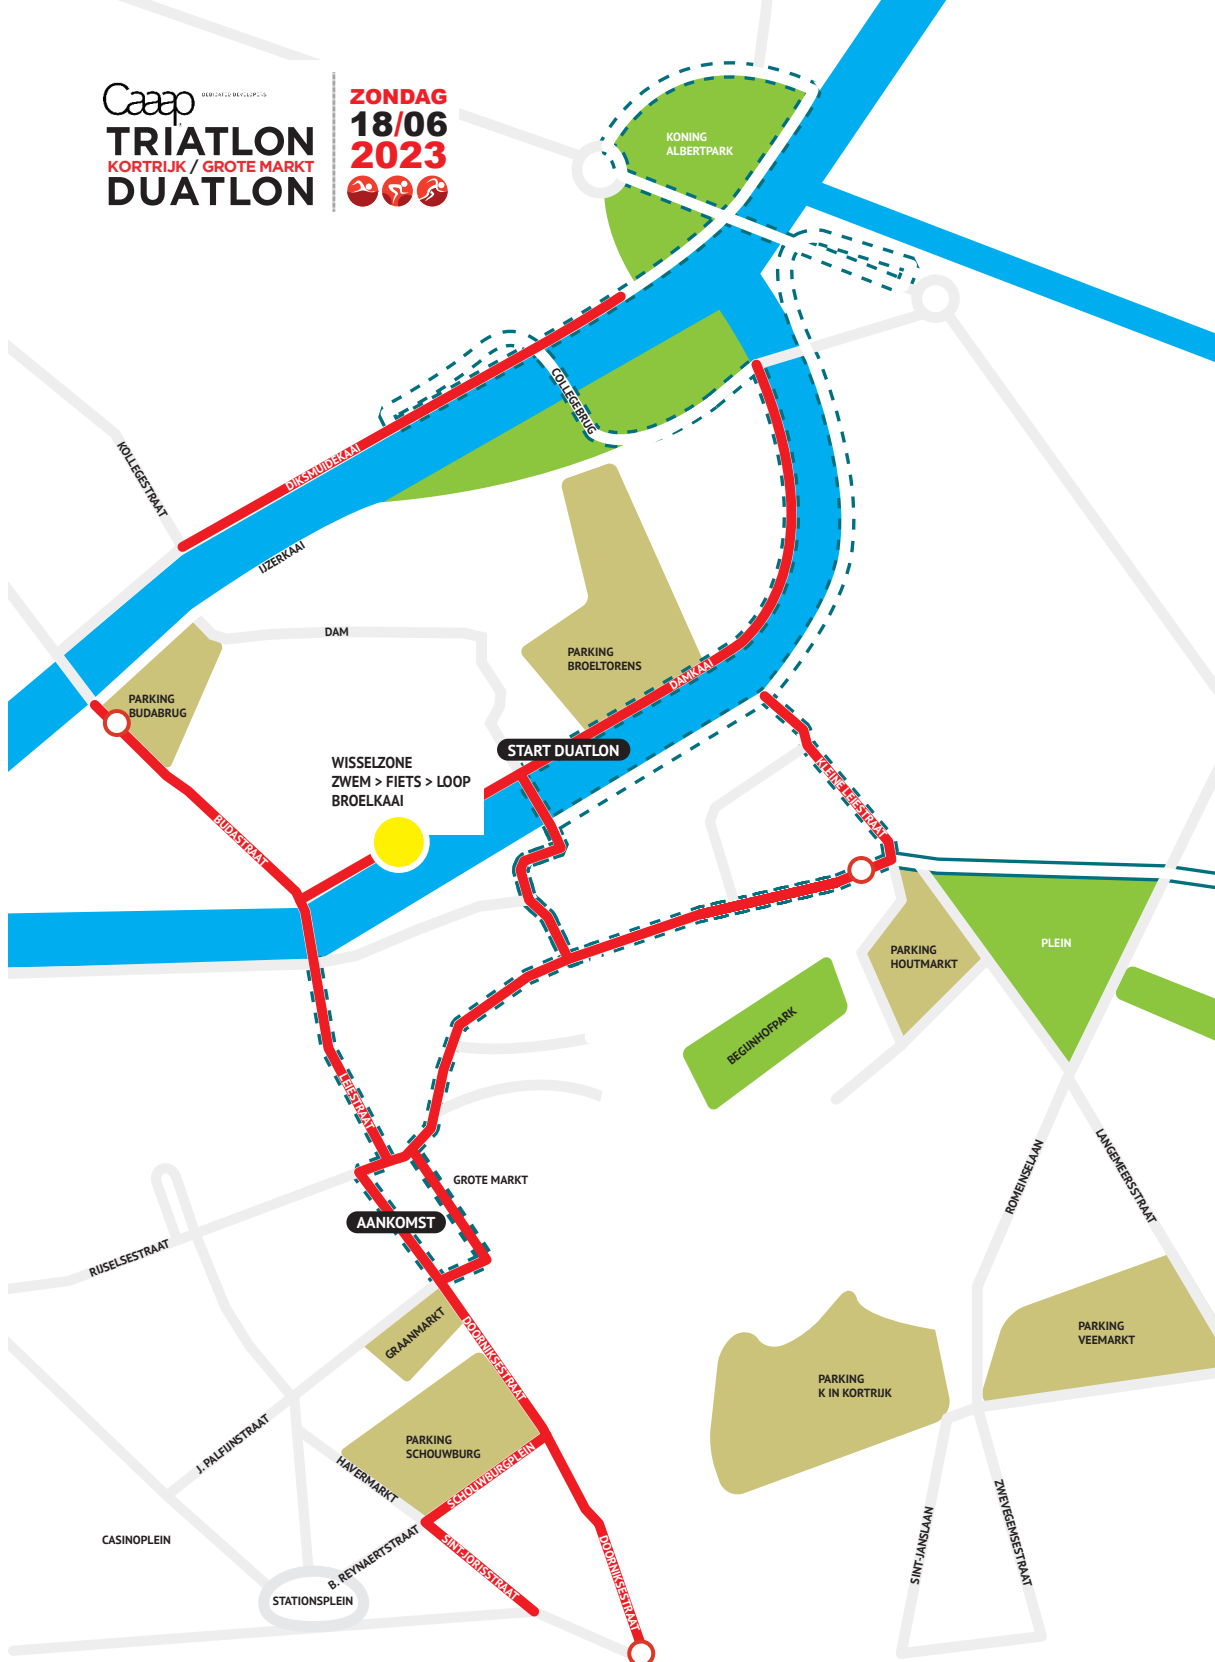 Caaap
DEDICATED DEVELOPERS
TRIATLON
KORTRIJK / GROTE MARKT
DUATLON
ZONDAG
18/06
2023
KONING
ALBERTPARK
COLLEGEBRUG
KOLLEGESTRAAT
DIKSMUIDEKAAI
IJZERKAAI
DAM
PARKING
BROELTORENS
DAMKAAI
PARKING
BUDABRUG
START DUATLON
WISSELZONE
ZWEM > FIETS > LOOP
BROELKAAI
KLEINE LEIESTRAAT
BUDASTRAAT
PARKING
HOUTMARKT
PLEIN
BEGIJNHOFPARK
LEIESTRAAT
GROTE MARKT
AANKOMST
ROMEINSELAAN
LANGEMEERSSTRAAT
RIJSELSESTRAAT
GRAANMARKT
DOORNIKSESTRAAT
PARKING
VEEMARKT
PARKING
K IN KORTRIJK
J. PALFIJNSTRAAT
PARKING
SCHOUWBURG
HAVERMARKT
SCHOUWBURGPLEIN
CASINOPLEIN
B. REYNAERTSTRAAT
SINT-JORISSTRAAT
DOORNIKSESTRAAT
STATIONSPLEIN
SINT-JANSLAAN
ZWEVEGEMSESTRAAT